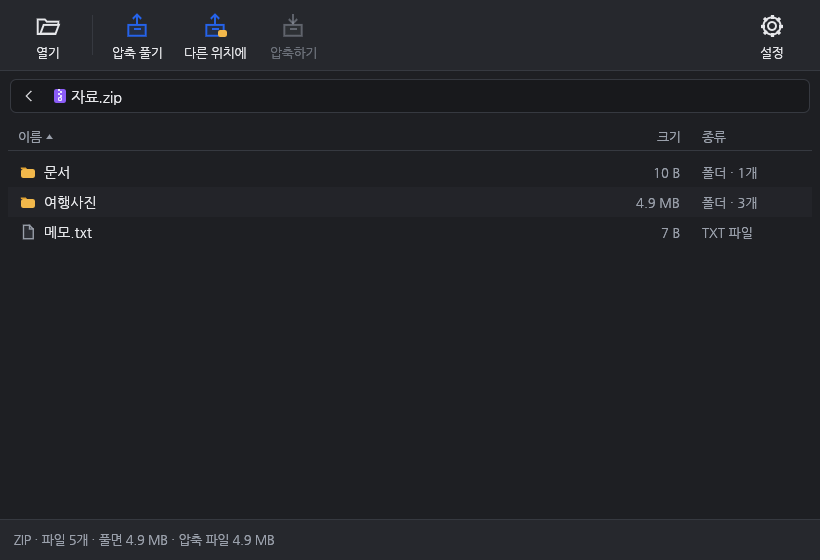 열기 압축 풀기 다른 위치에 압축하기 설정
자료.zip
이름 크기 종류
문서 10 B 폴더 · 1개
여행사진 4.9 MB 폴더 · 3개
메모.txt 7 B TXT 파일
ZIP · 파일 5개 · 풀면 4.9 MB · 압축 파일 4.9 MB